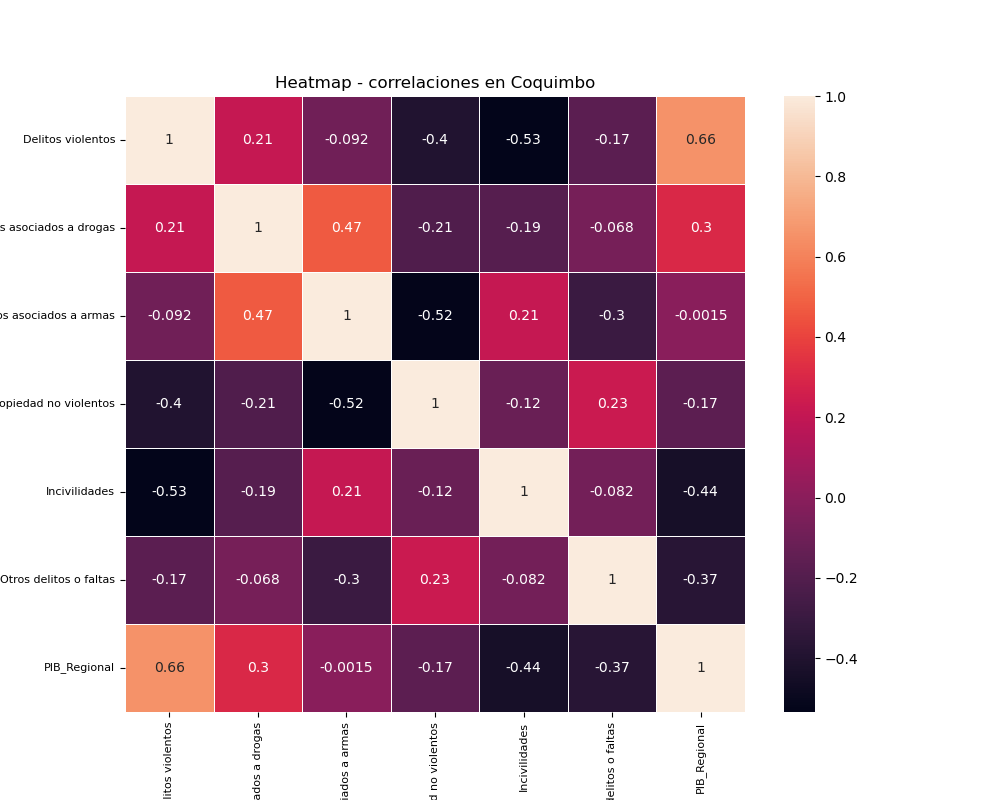 Heatmap - correlaciones en Coquimbo
Delitos violentos 1 0.21 -0.092 -0.4 -0.53 -0.17 0.66
s asociados a drogas 0.21 1 0.47 -0.21 -0.19 -0.068 0.3
os asociados a armas -0.092 0.47 1 -0.52 0.21 -0.3 -0.0015
opiedad no violentos -0.4 -0.21 -0.52 1 -0.12 0.23 -0.17
Incivilidades -0.53 -0.19 0.21 -0.12 1 -0.082 -0.44
Otros delitos o faltas -0.17 -0.068 -0.3 0.23 -0.082 1 -0.37
PIB_Regional 0.66 0.3 -0.0015 -0.17 -0.44 -0.37 1
litos violentos
ados a drogas
iados a armas
d no violentos
Incivilidades
delitos o faltas
PIB_Regional
1.0
0.8
0.6
0.4
0.2
0.0
−0.2
−0.4